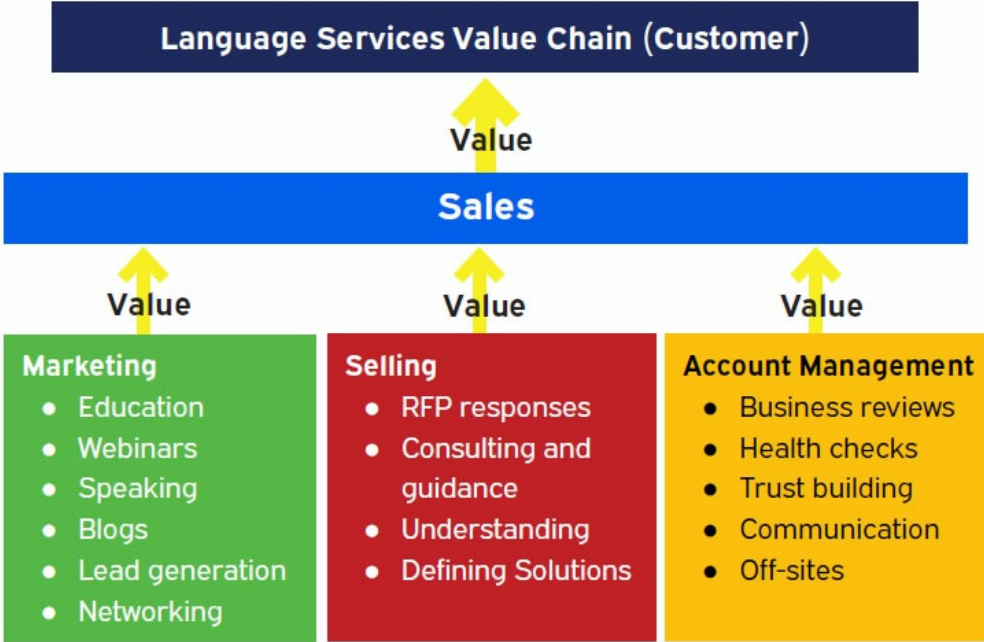 Language Services Value Chain (Customer)
Value
Sales
Value
Value
Value
Marketing
● Education
● Webinars
● Speaking
● Blogs
● Lead generation
● Networking
Selling
● RFP responses
● Consulting and
guidance
● Understanding
● Defining Solutions
Account Management
● Business reviews
● Health checks
● Trust building
● Communication
● Off-sites